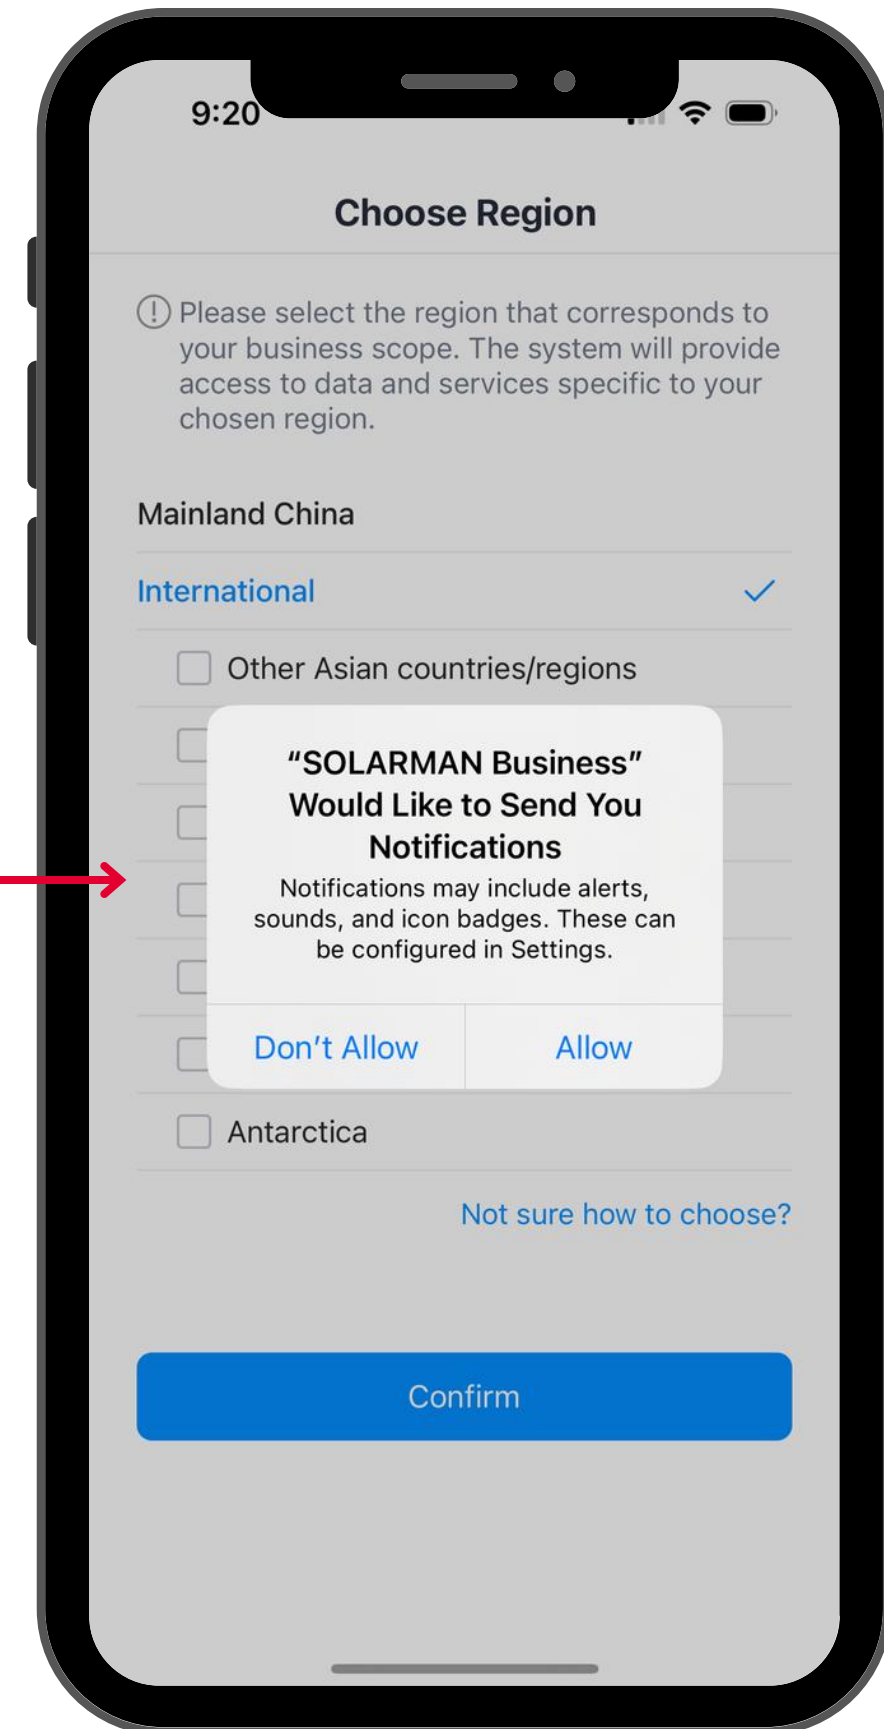 9:20
Choose Region
Please select the region that corresponds to
your business scope. The system will provide
access to data and services specific to your
chosen region.
Mainland China
International
Other Asian countries/regions
“SOLARMAN Business”
Would Like to Send You
Notifications
Notifications may include alerts,
sounds, and icon badges. These can
be configured in Settings.
Don’t Allow
Allow
Antarctica
Not sure how to choose?
Confirm